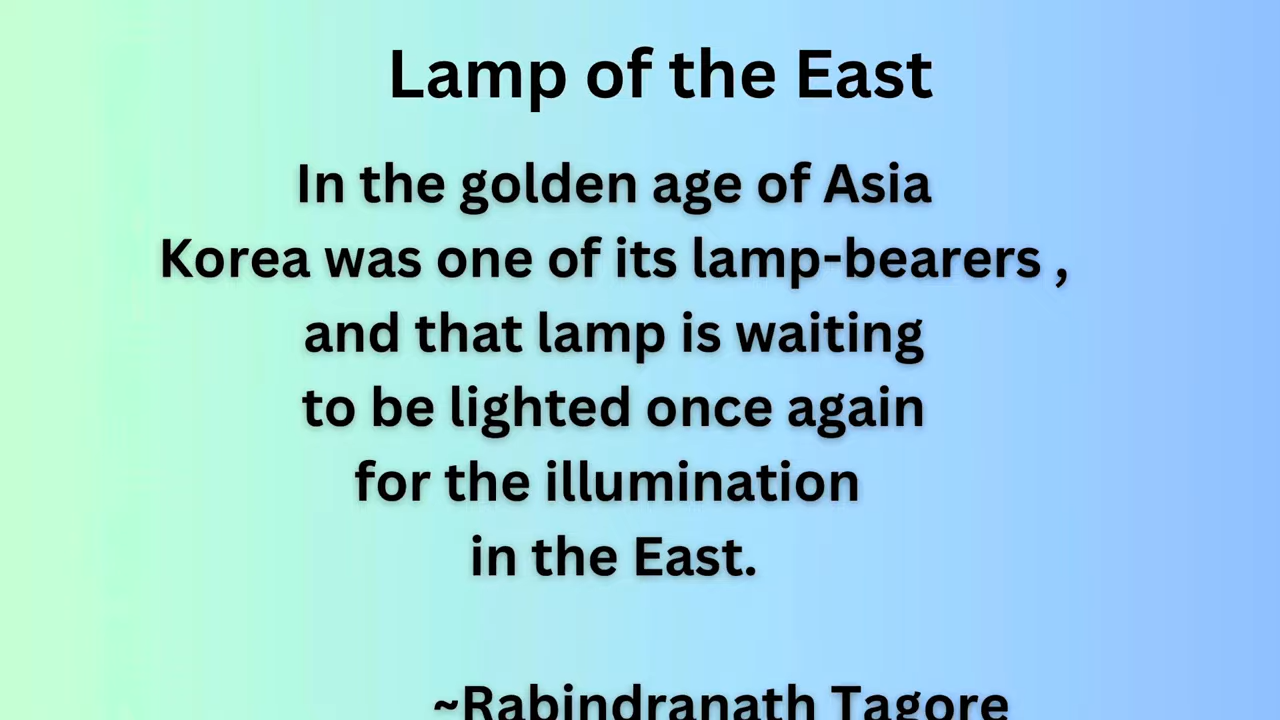 Lamp of the East
In the golden age of Asia
Korea was one of its lamp-bearers ,
and that lamp is waiting
to be lighted once again
for the illumination
in the East.
~Rabindranath Tagore